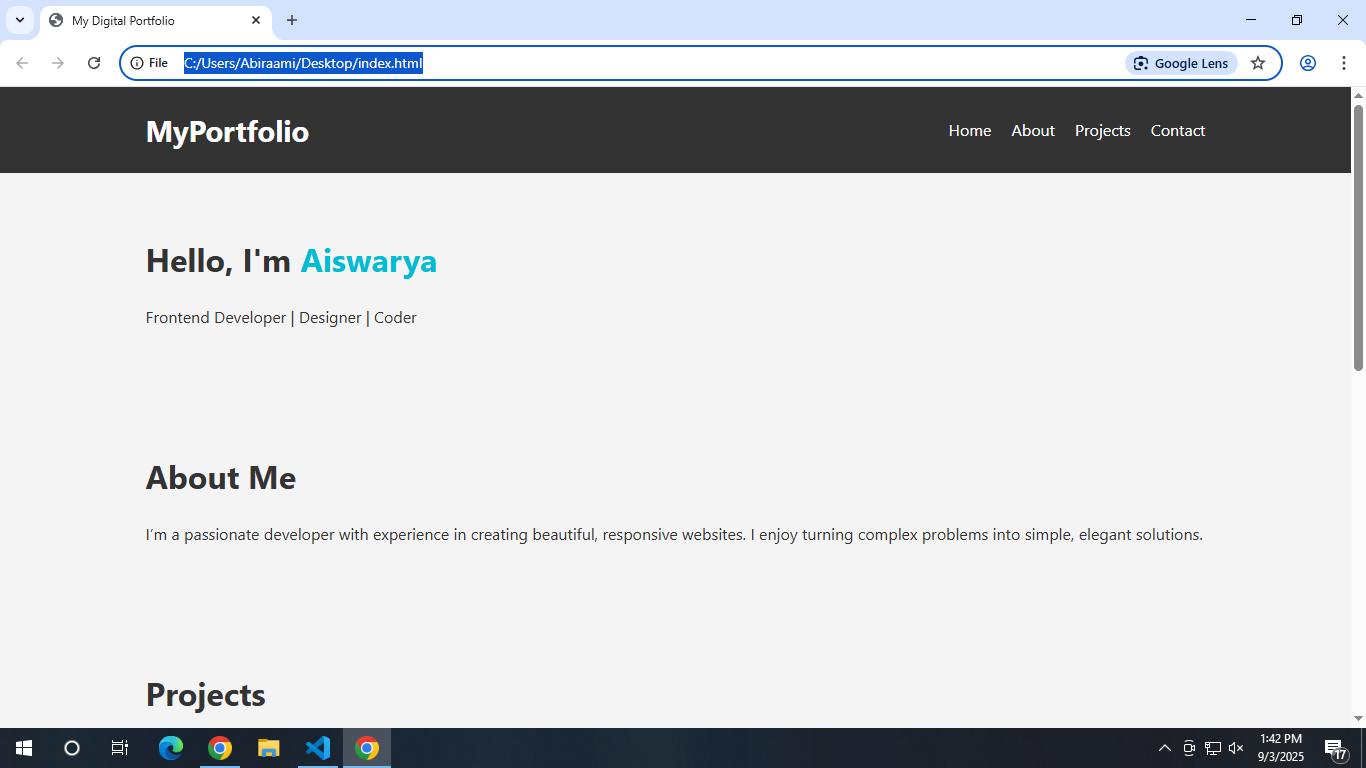 My Digital Portfolio
File C:/Users/Abiraami/Desktop/index.html Google Lens
MyPortfolio Home About Projects Contact
Hello, I'm Aiswarya
Frontend Developer | Designer | Coder
About Me
I’m a passionate developer with experience in creating beautiful, responsive websites. I enjoy turning complex problems into simple, elegant solutions.
Projects
1:42 PM
9/3/2025
17